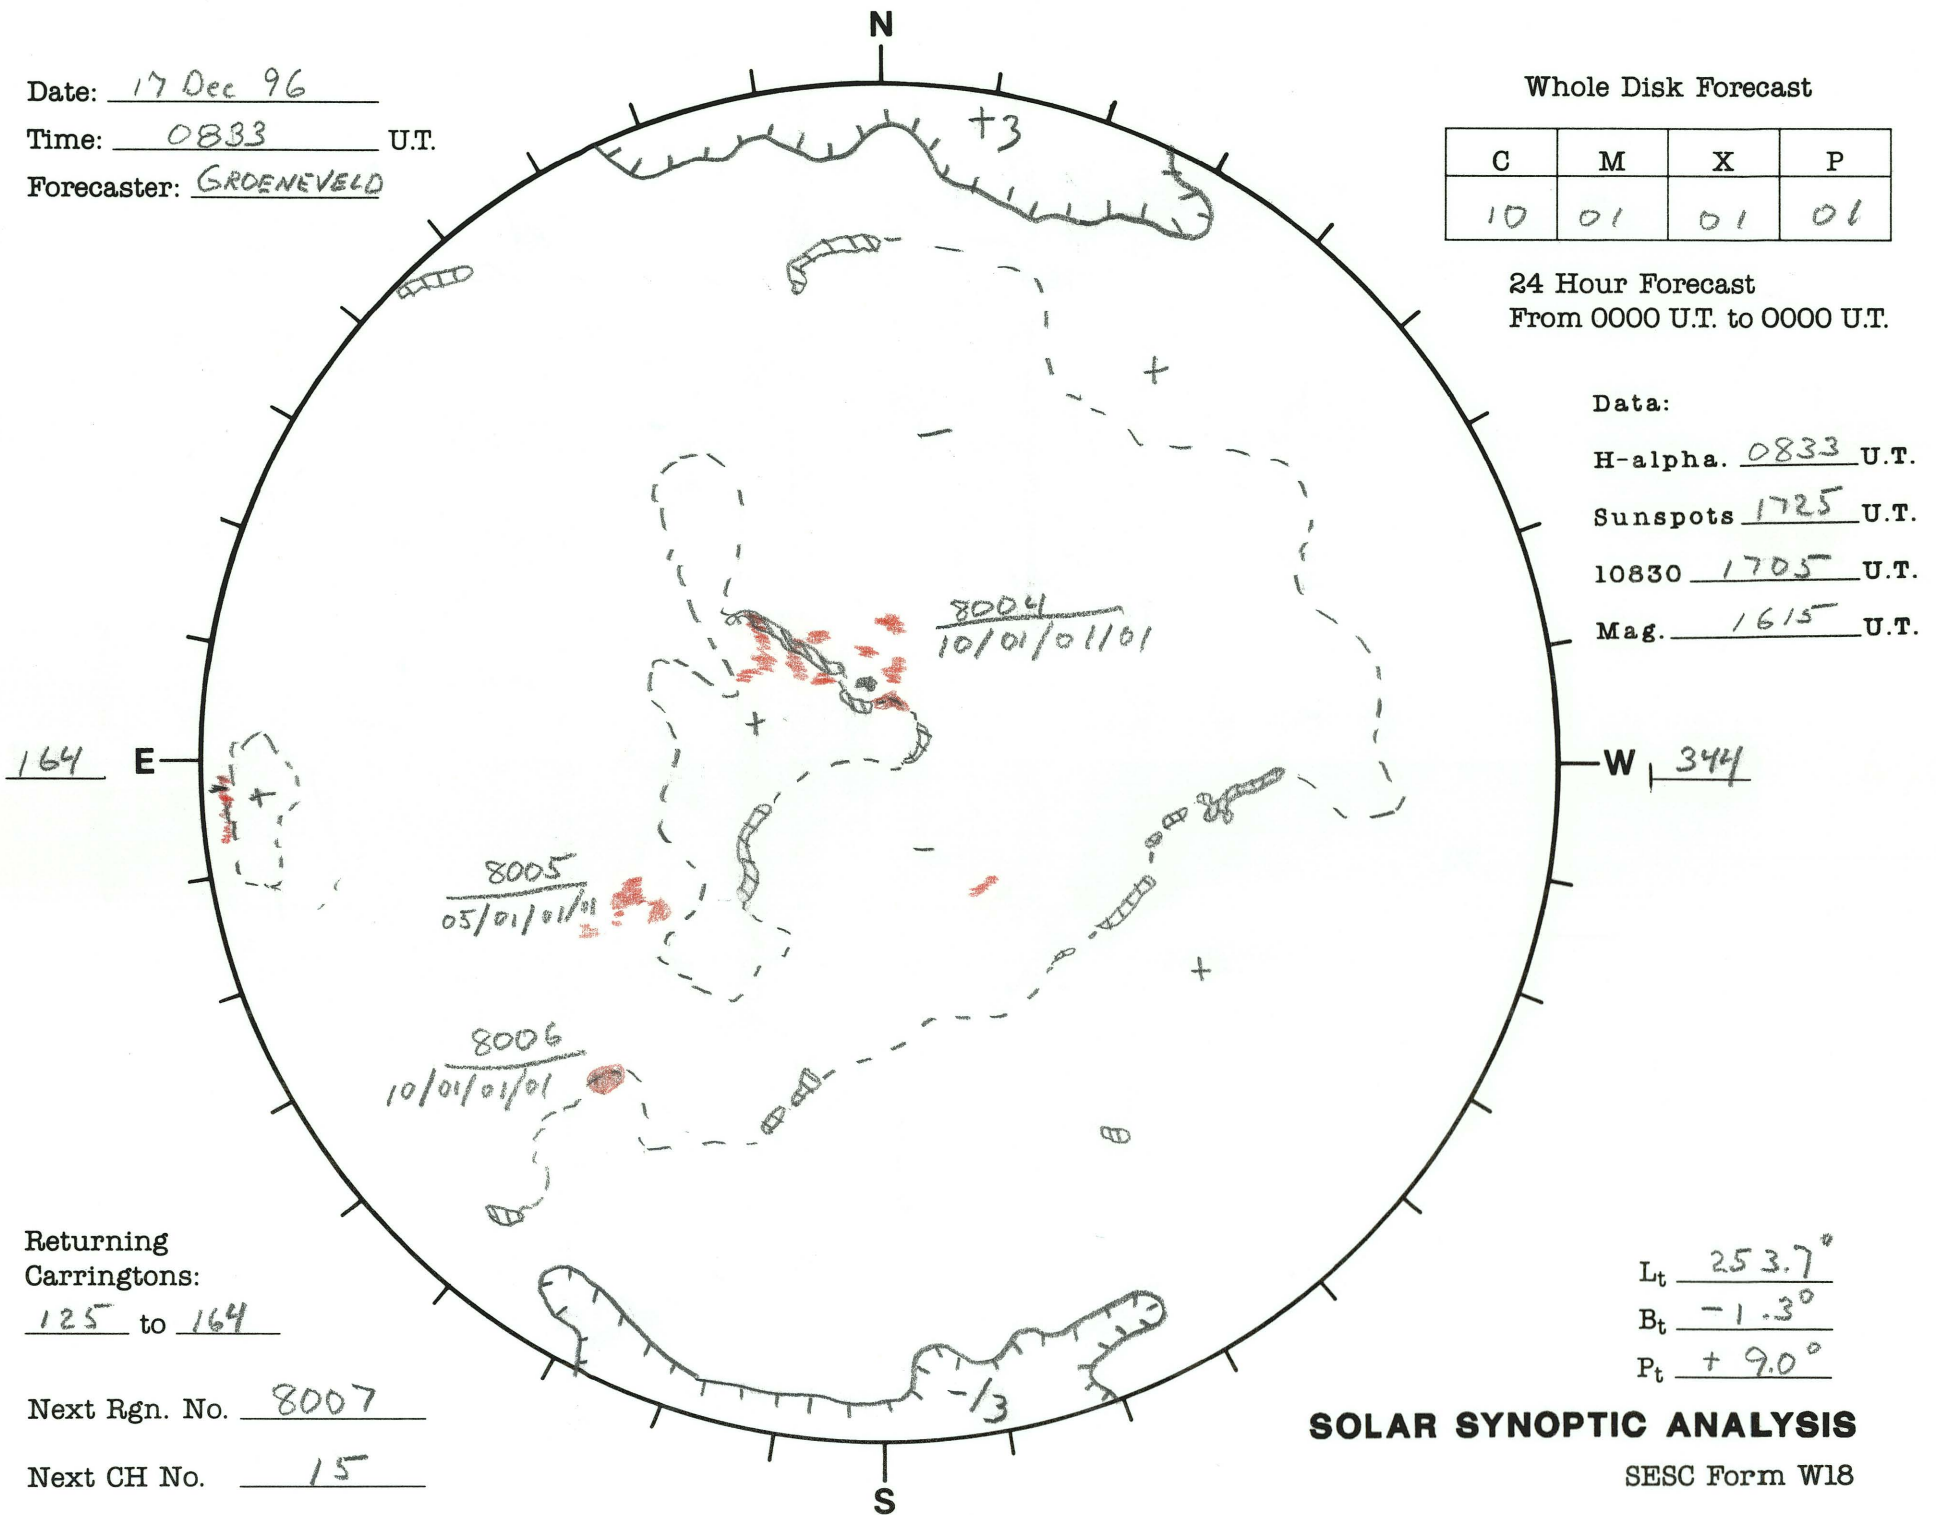 N
Date: 17 Dec 96
Time: 0833 U.T.
Forecaster: GROENEVELD
Whole Disk Forecast
C M X P
10 01 01 01
24 Hour Forecast
From 0000 U.T. to 0000 U.T.
Data:
H-alpha. 0833 U.T.
Sunspots 1725 U.T.
10830 1705 U.T.
Mag. 1615 U.T.
+3
+
-
8004
10/01/01/01
+
164 E
W 344
+
-
8005
05/01/01/01
+
8006
10/01/01/01
-13
Returning
Carringtons:
125 to 164
Next Rgn. No. 8007
Next CH No. 15
Lt 253.7°
Bt -1.3°
Pt + 9.0°
SOLAR SYNOPTIC ANALYSIS
SESC Form W18
S